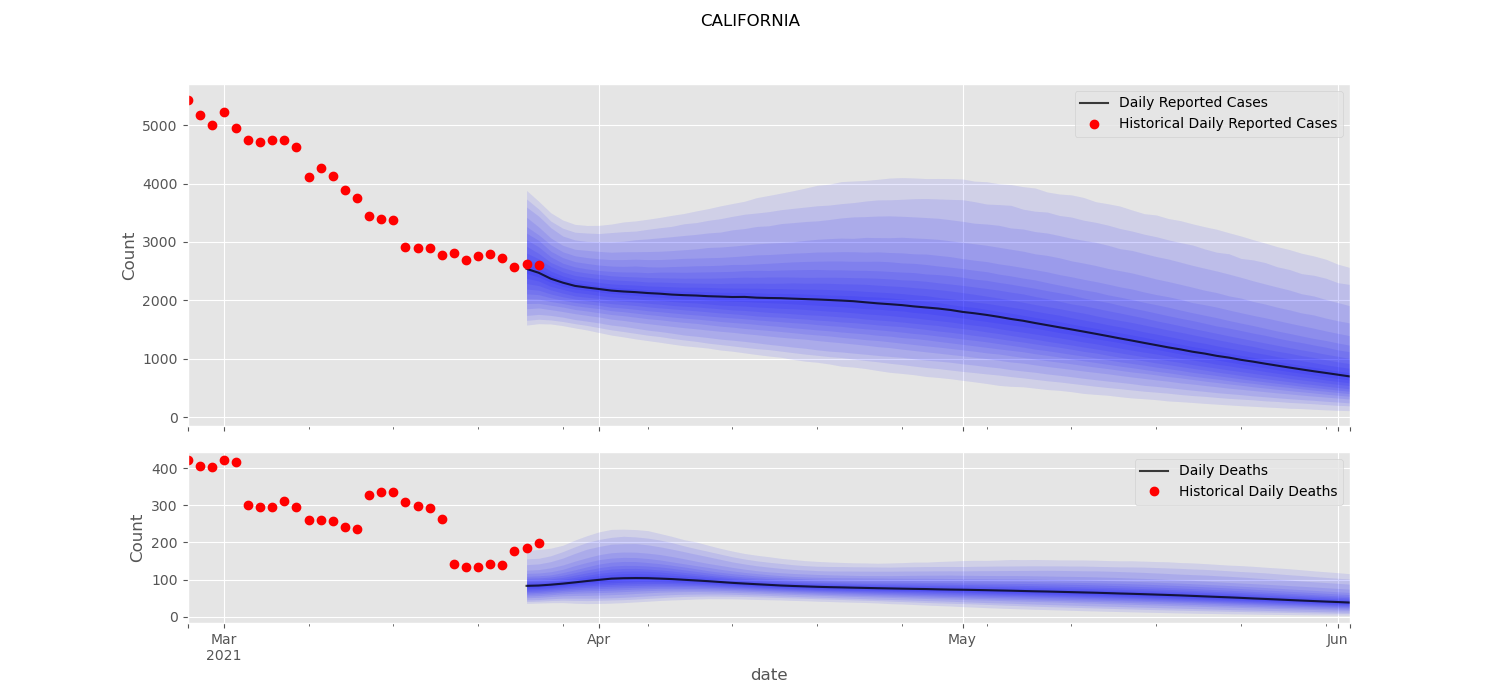 CALIFORNIA
Daily Reported Cases
Historical Daily Reported Cases
5000
4000
3000
2000
1000
0
Count
Daily Deaths
Historical Daily Deaths
400
300
200
100
0
Count
Mar Apr May Jun
2021
date